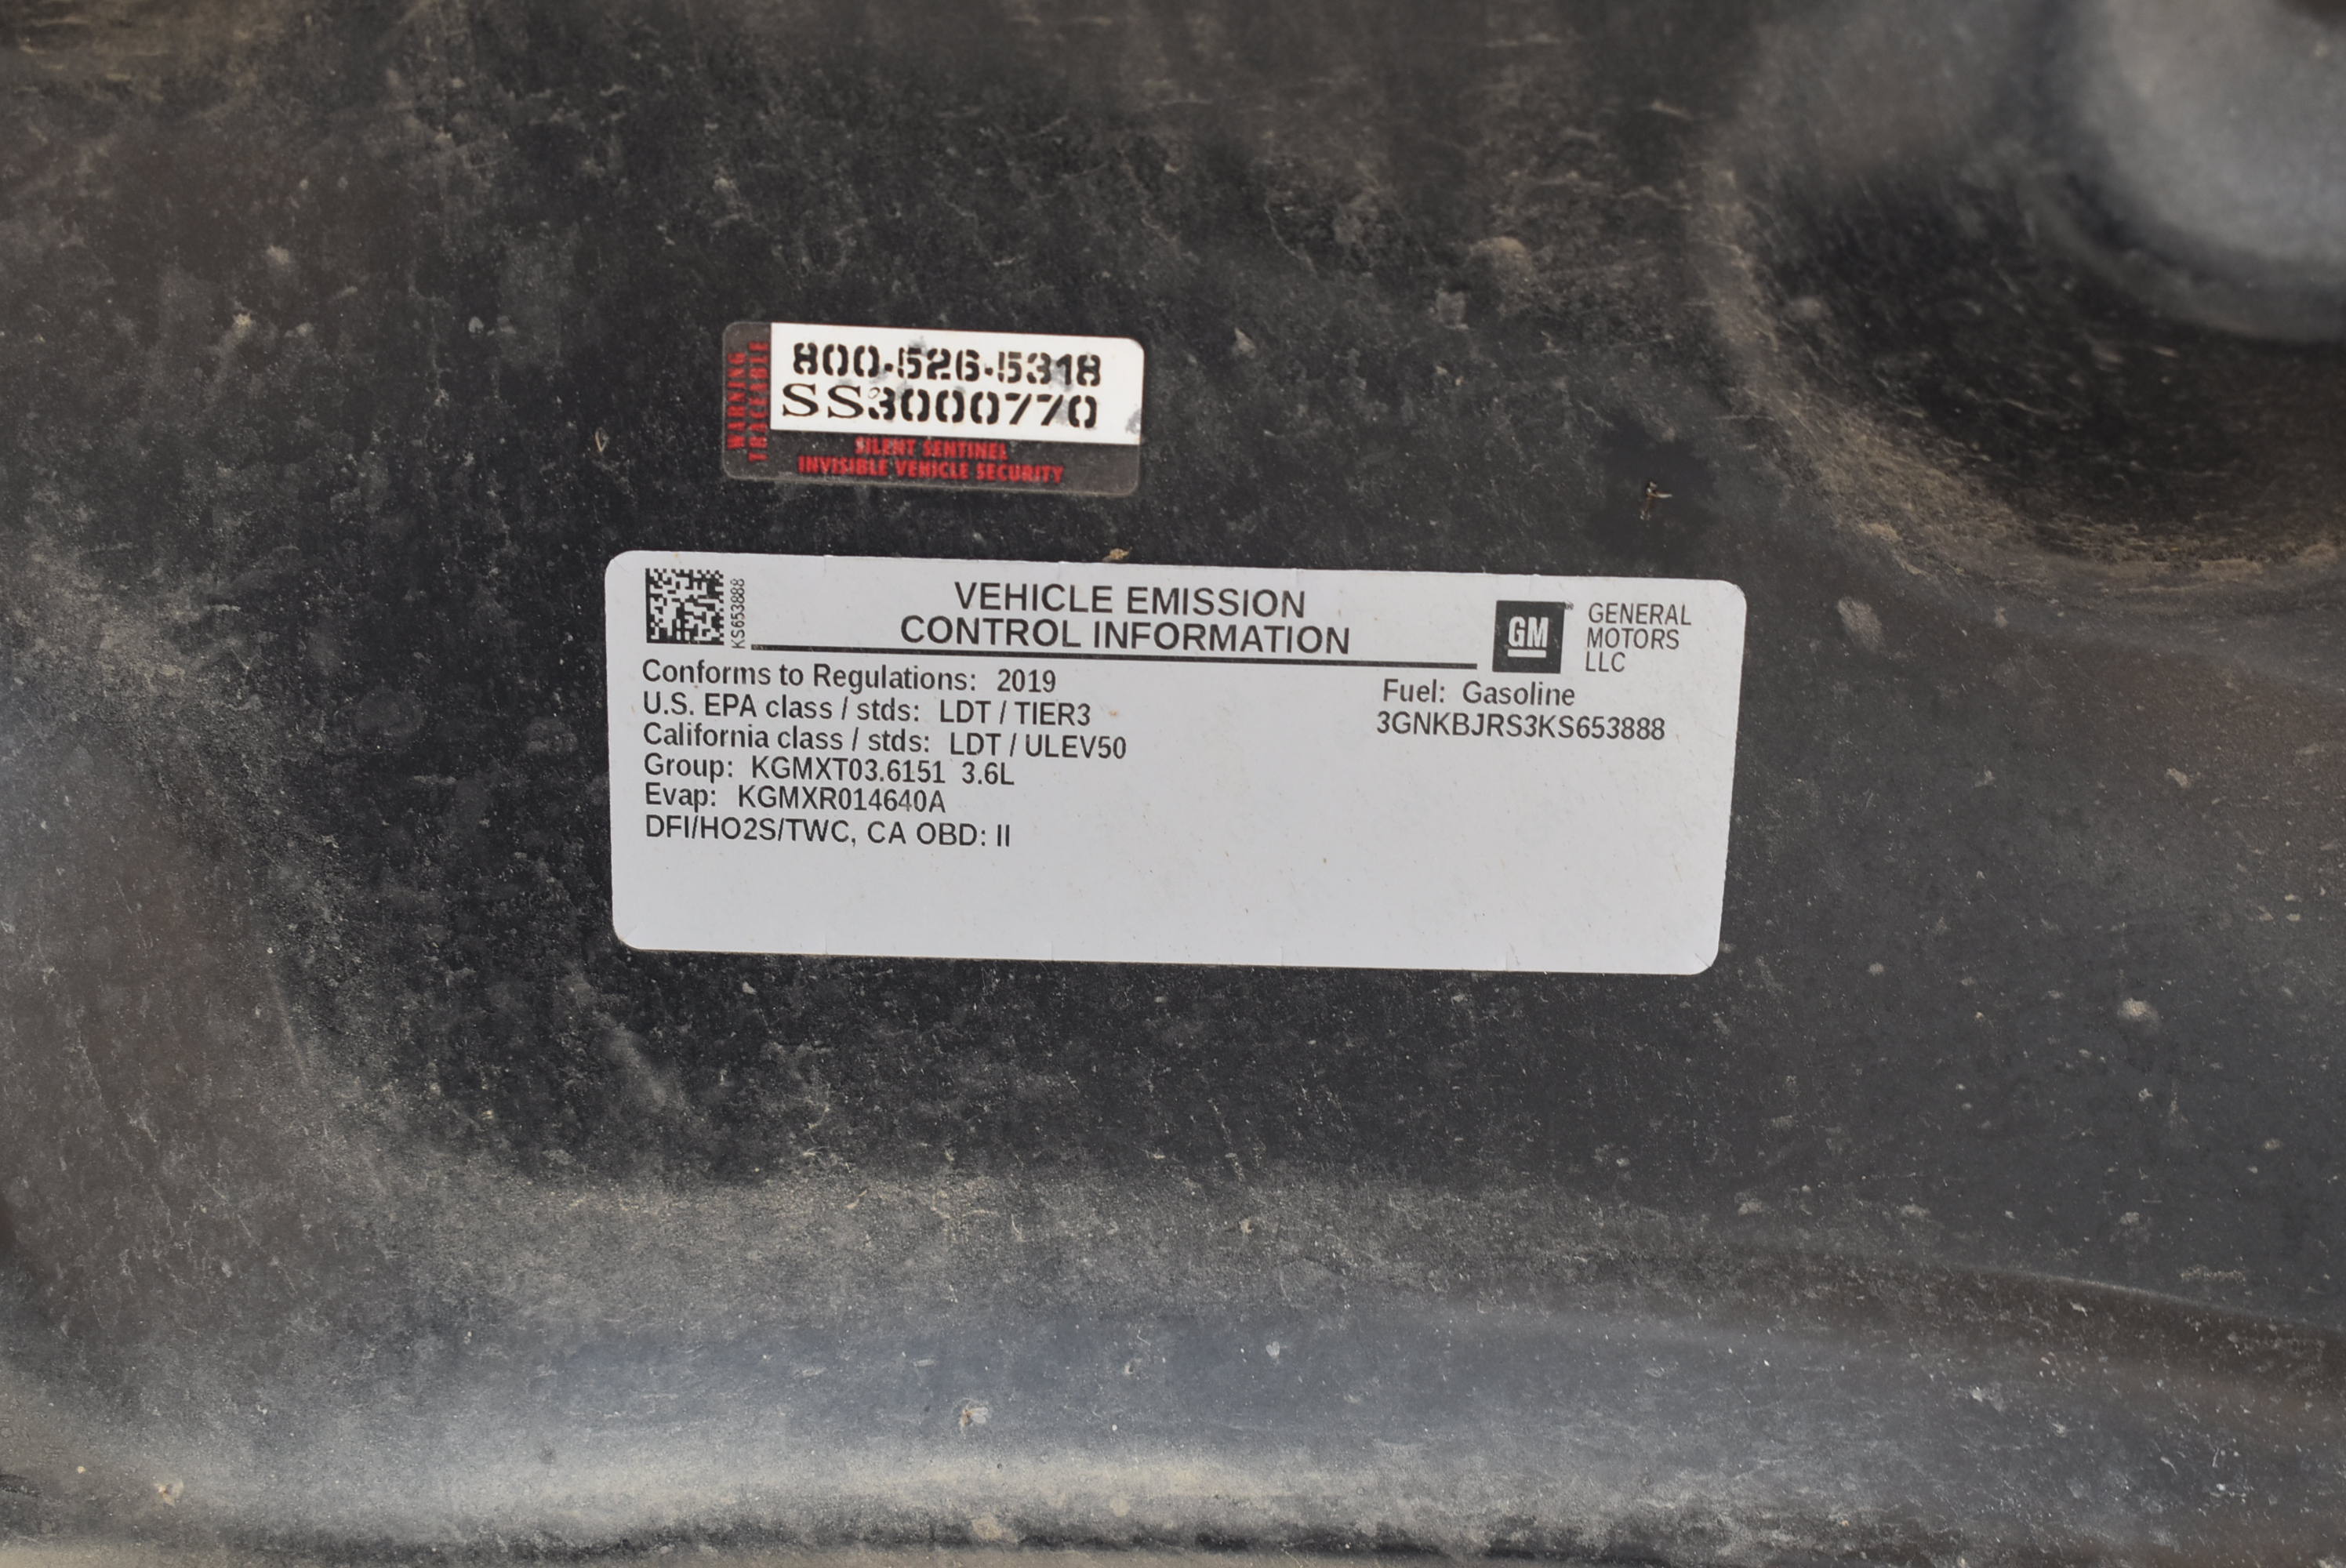 WARNING
TRACEABLE
800-526-5318
SS3000770
SILENT SENTINEL
INVISIBLE VEHICLE SECURITY
KS653888
VEHICLE EMISSION
CONTROL INFORMATION
GM
GENERAL
MOTORS
LLC
Conforms to Regulations: 2019
U.S. EPA class / stds: LDT / TIER3
California class / stds: LDT / ULEV50
Group: KGMXT03.6151 3.6L
Evap: KGMXR014640A
DFI/HO2S/TWC, CA OBD: II
Fuel: Gasoline
3GNKBJRS3KS653888